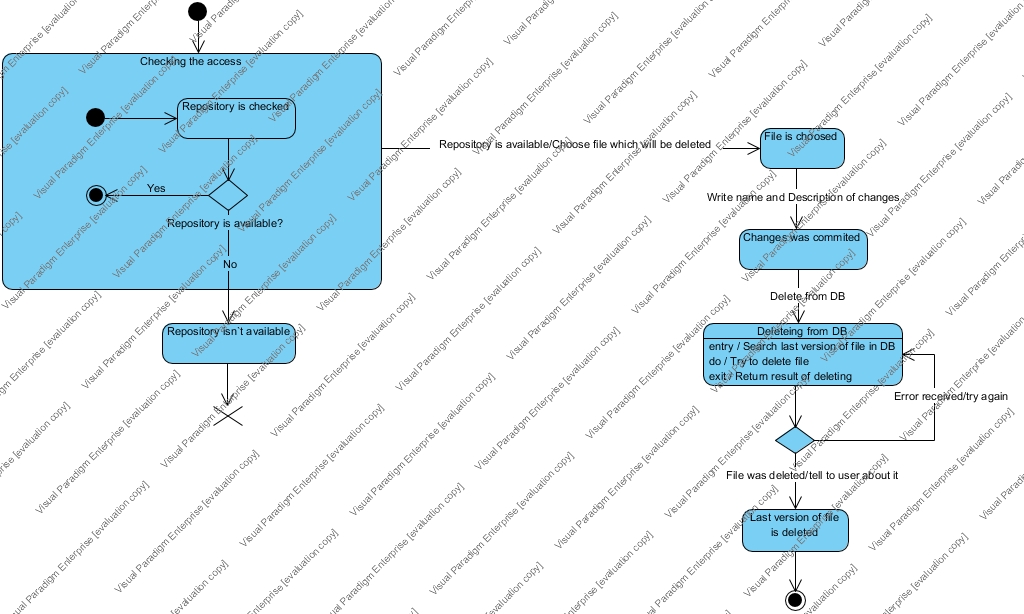 Checking the access
Repository is checked
Yes
Repository is available?
No
Repository isn't available
Repository is available/Choose file which will be deleted
File is choosed
Write name and Description of changes
Changes was commited
Delete from DB
Deleteing from DB
entry / Search last version of file in DB
do / Try to delete file
exit / Return result of deleting
Error received/try again
File was deleted/tell to user about it
Last version of file
is deleted
Visual Paradigm Enterprise [evaluation copy]